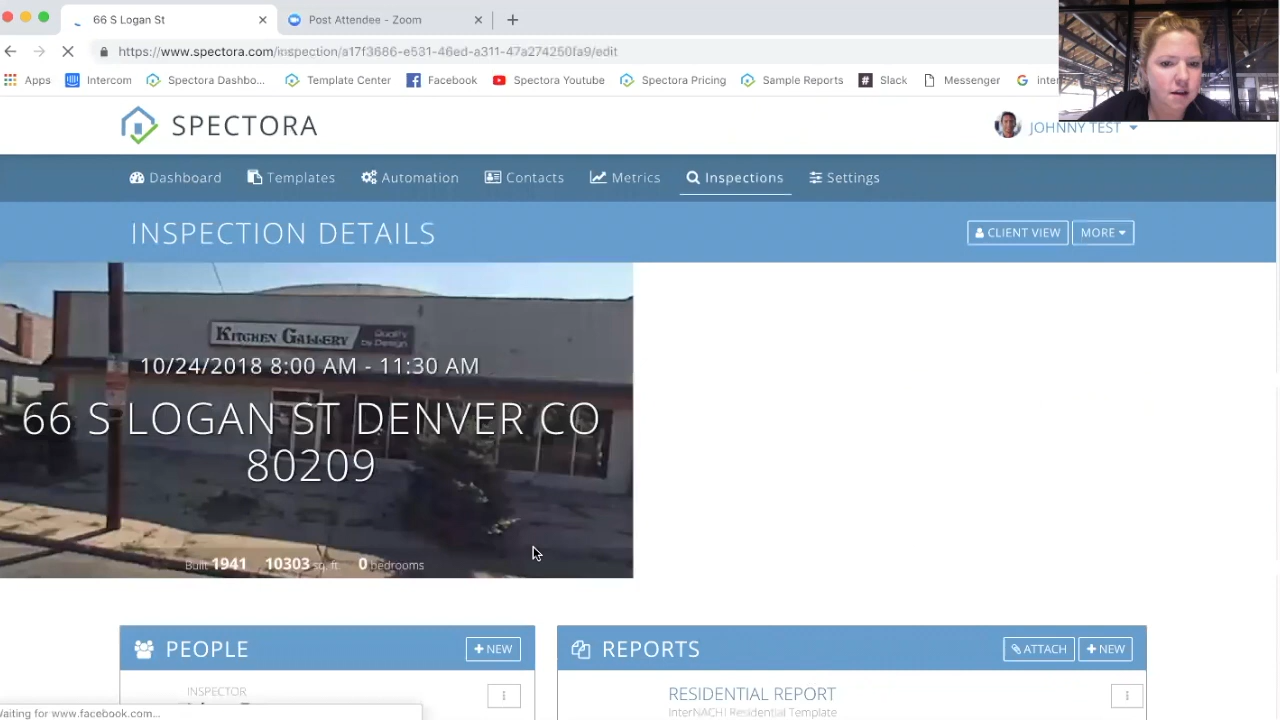 66 S Logan St
Post Attendee - Zoom
https://www.spectora.com/inspection/a17f3686-e531-46ed-a311-47a274250fa9/edit
Apps Intercom Spectora Dashbo... Template Center Facebook Spectora Youtube Spectora Pricing Sample Reports Slack Messenger
SPECTORA
JOHNNY TEST
Dashboard Templates Automation Contacts Metrics Inspections Settings
INSPECTION DETAILS
CLIENT VIEW MORE
KITCHEN GALLERY Quality by Design
10/24/2018 8:00 AM - 11:30 AM
66 S LOGAN ST DENVER CO
80209
Built 1941 10303 sq. ft. 0 bedrooms
PEOPLE + NEW
REPORTS ATTACH + NEW
INSPECTOR
RESIDENTIAL REPORT
InterNACHI Residential Template
Waiting for www.facebook.com...